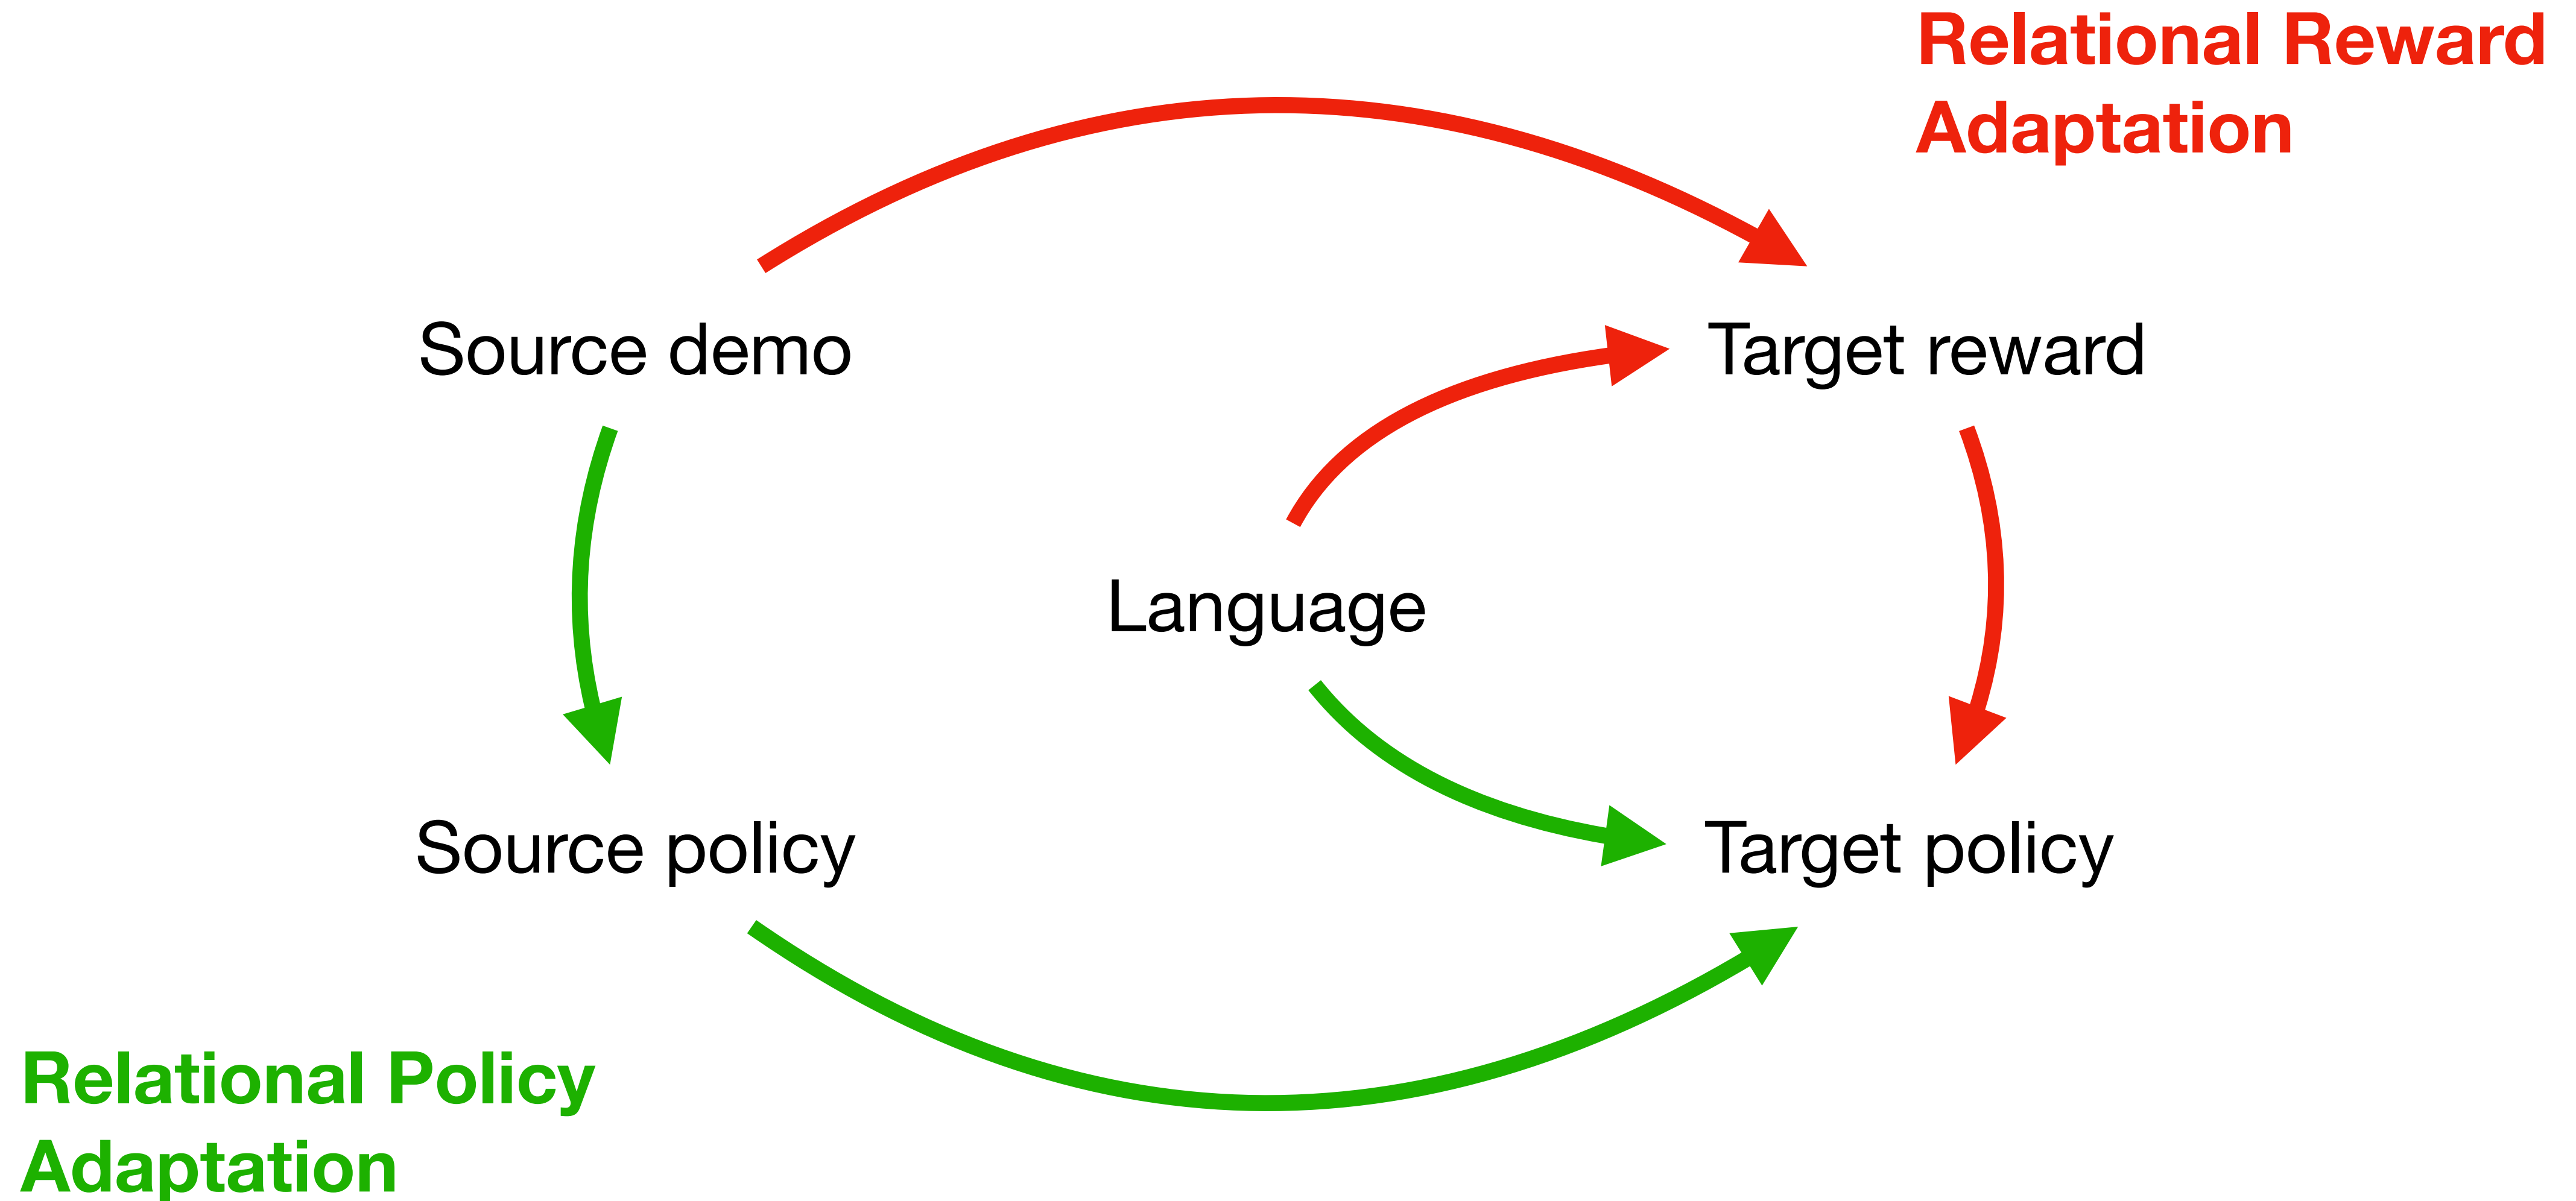 Relational Reward
Adaptation
Source demo
Target reward
Language
Source policy
Target policy
Relational Policy
Adaptation